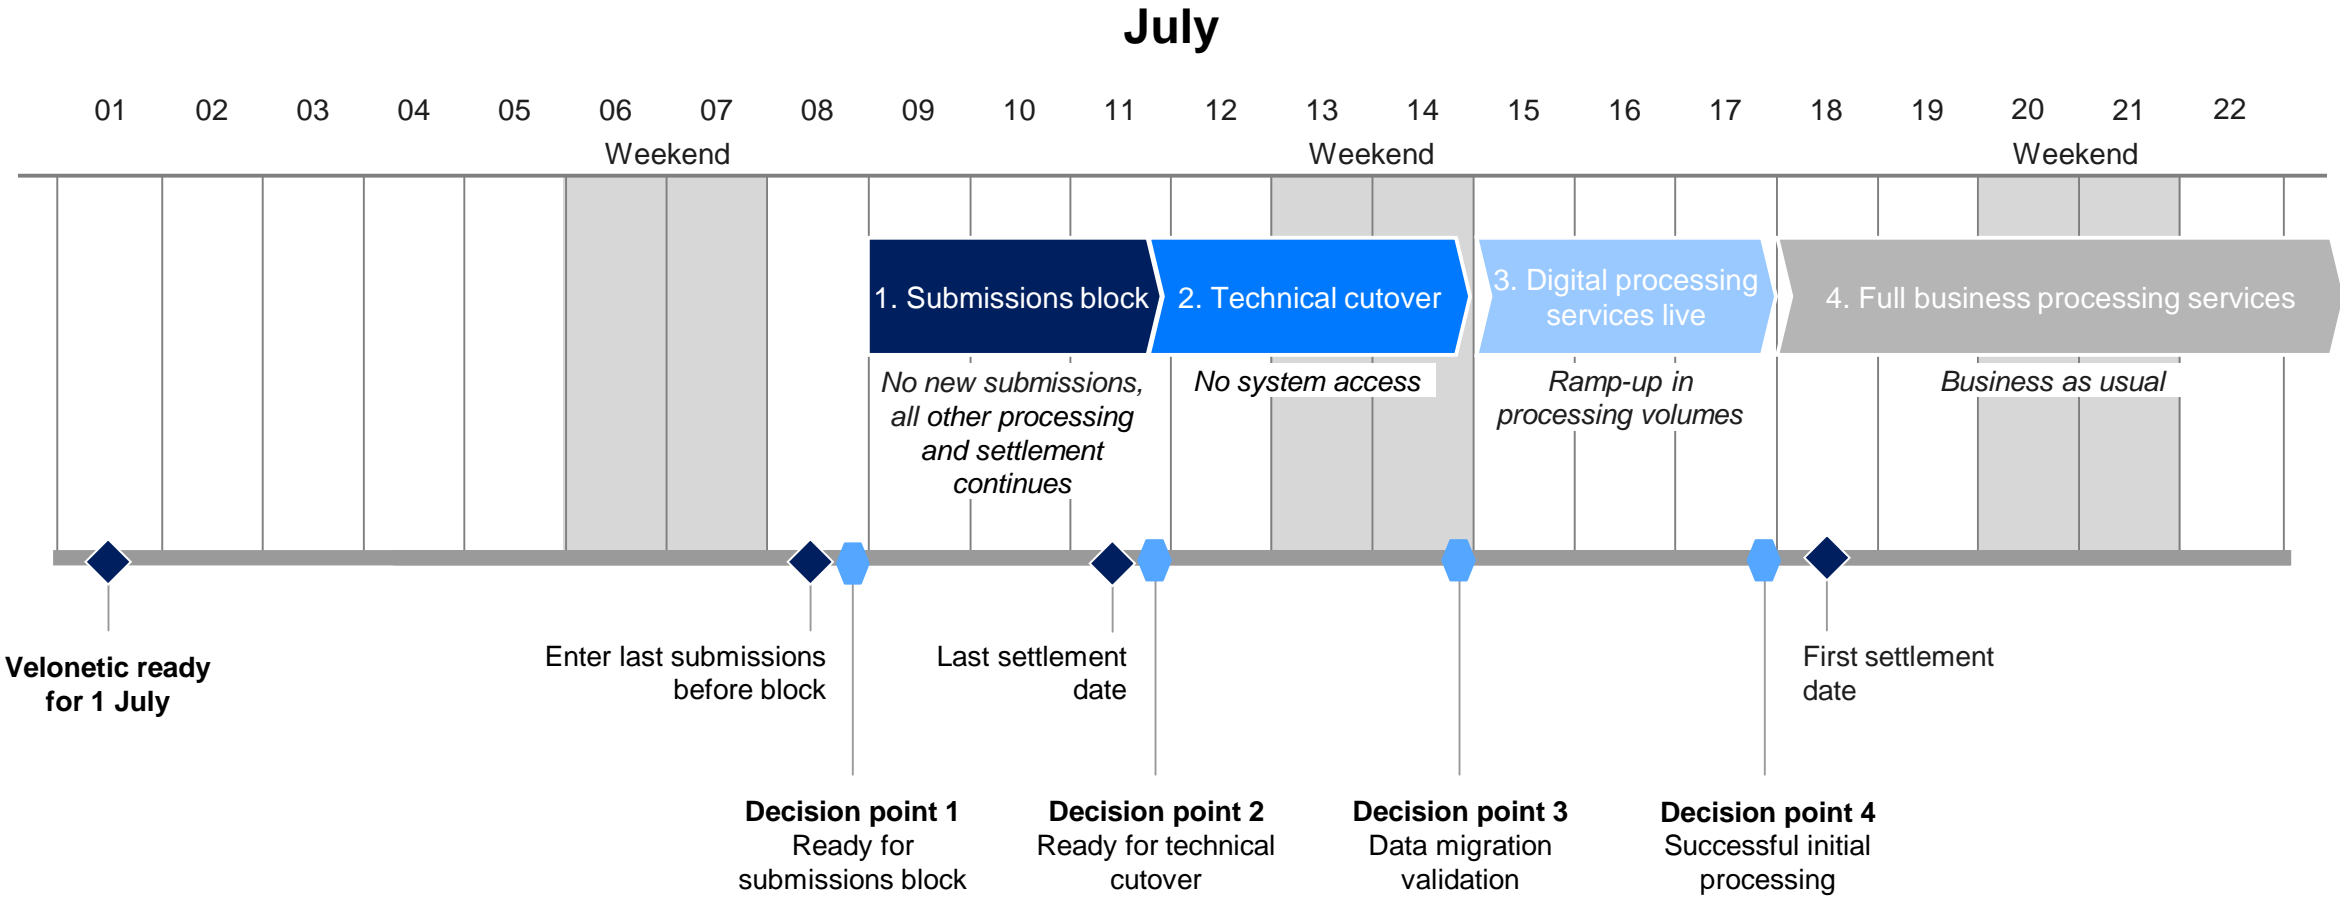 July
01 02 03 04 05 06 07 08 09 10 11 12 13 14 15 16 17 18 19 20 21 22
Weekend Weekend Weekend
1. Submissions block
2. Technical cutover
3. Digital processing
services live
4. Full business processing services
No new submissions,
all other processing
and settlement
continues
No system access
Ramp-up in
processing volumes
Business as usual
Velonetic ready
for 1 July
Enter last submissions
before block
Last settlement
date
First settlement
date
Decision point 1
Ready for
submissions block
Decision point 2
Ready for technical
cutover
Decision point 3
Data migration
validation
Decision point 4
Successful initial
processing